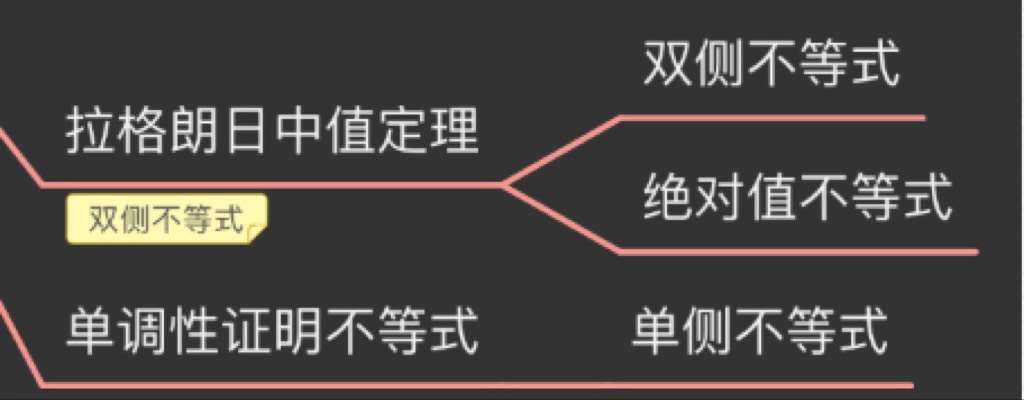 双侧不等式
拉格朗日中值定理
绝对值不等式
双侧不等式
单调性证明不等式 单侧不等式